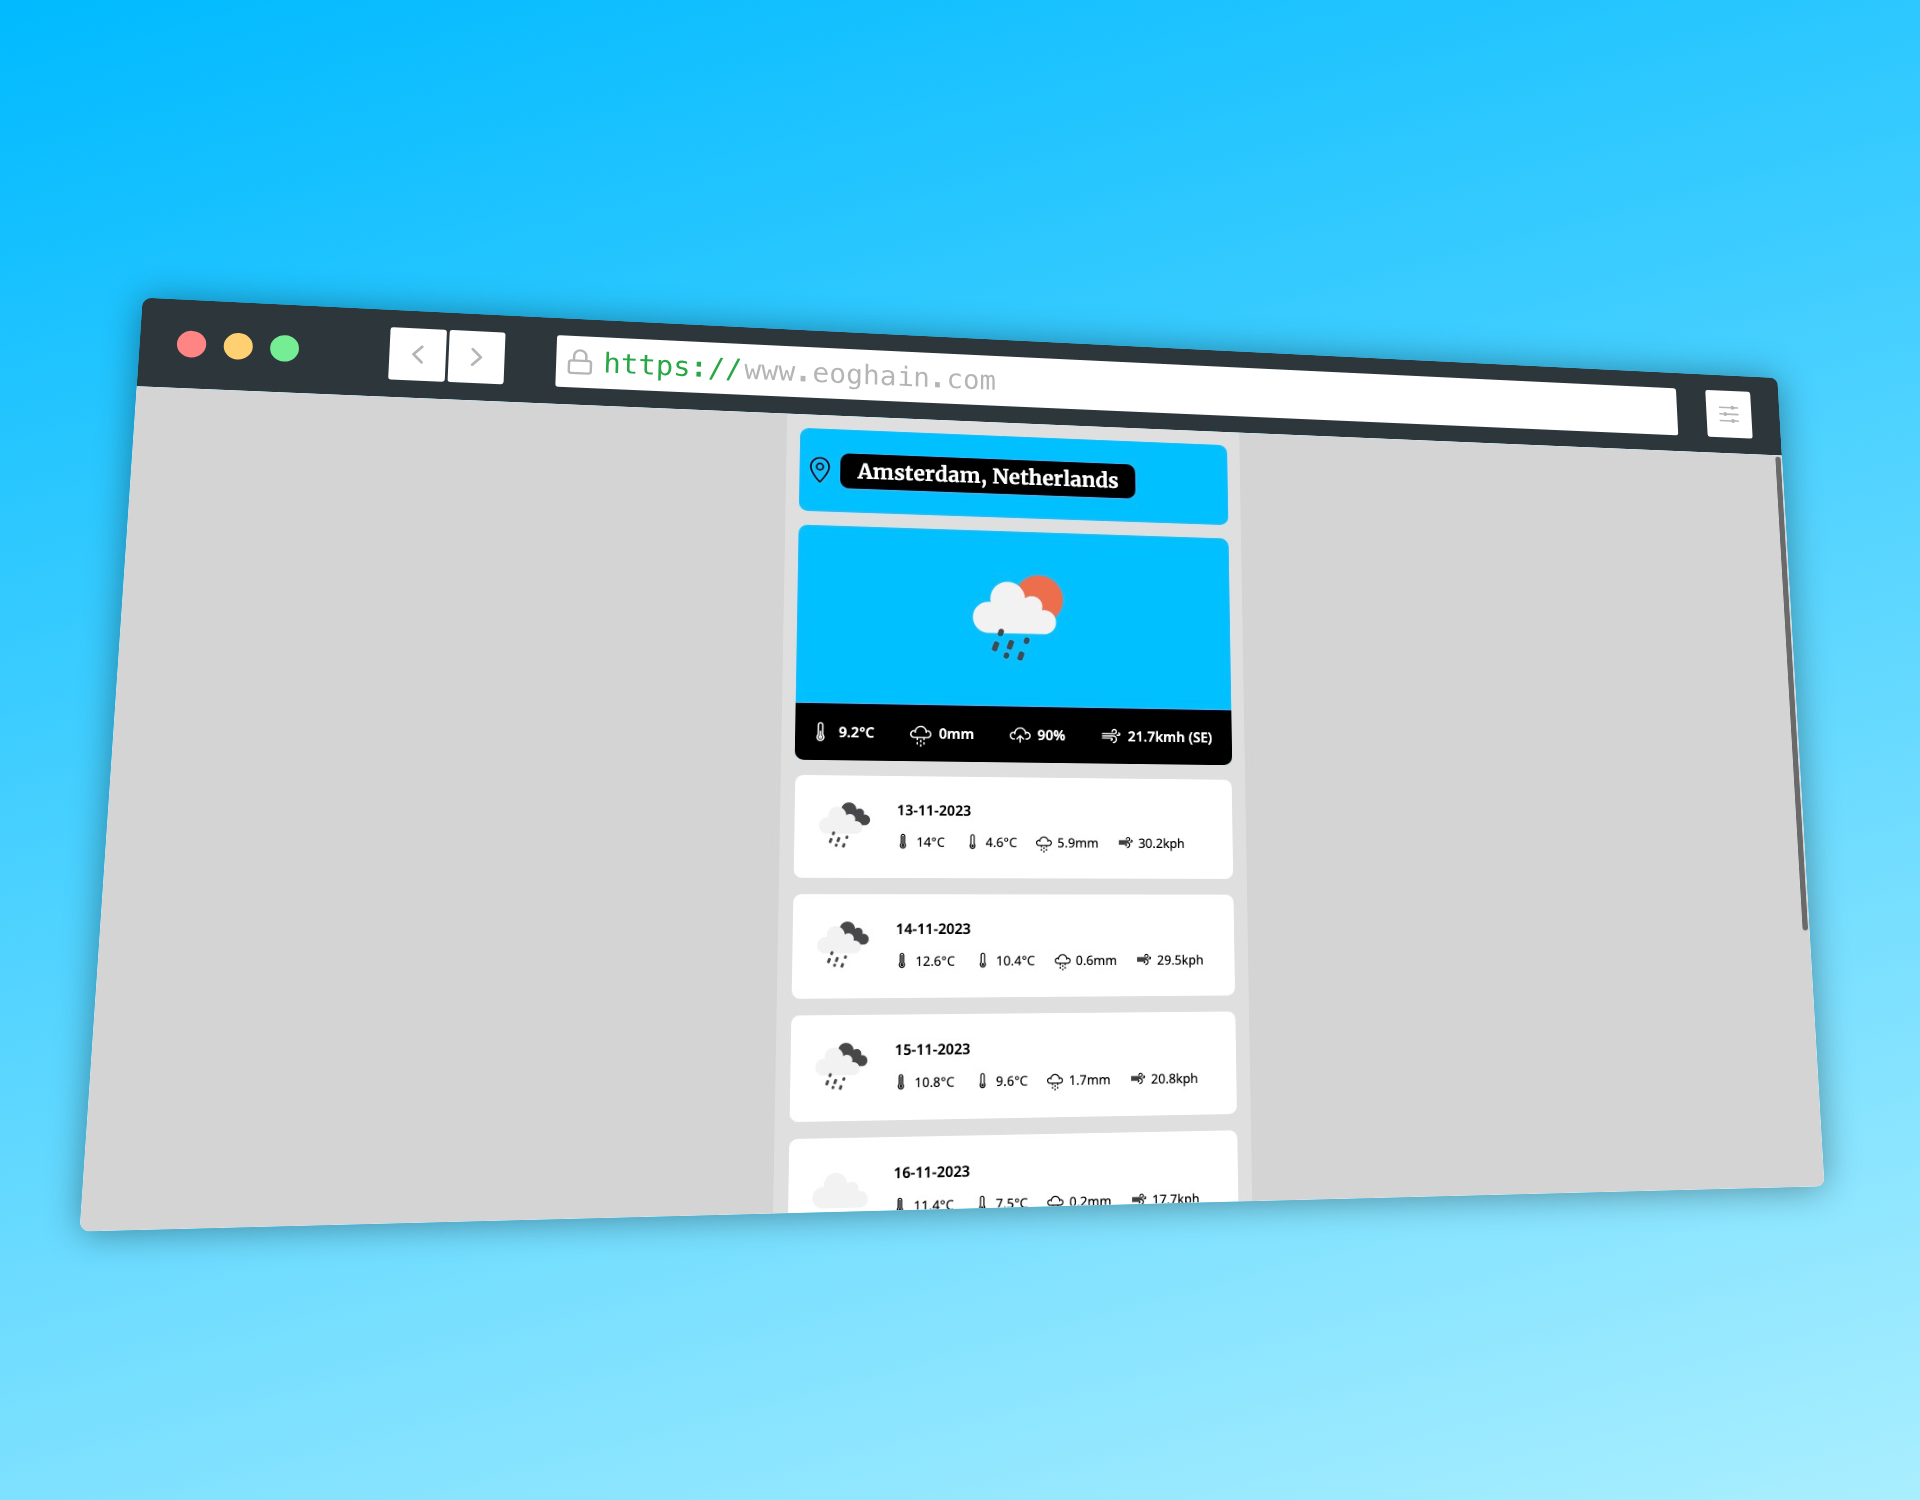 https://www.eoghain.com
Amsterdam, Netherlands
9.2°C 0mm 90% 21.7kmh (SE)
13-11-2023
14°C 4.6°C 5.9mm 30.2kph
14-11-2023
12.6°C 10.4°C 0.6mm 29.5kph
15-11-2023
10.8°C 9.6°C 1.7mm 20.8kph
16-11-2023
11.4°C 7.5°C 0.2mm 17.7kph